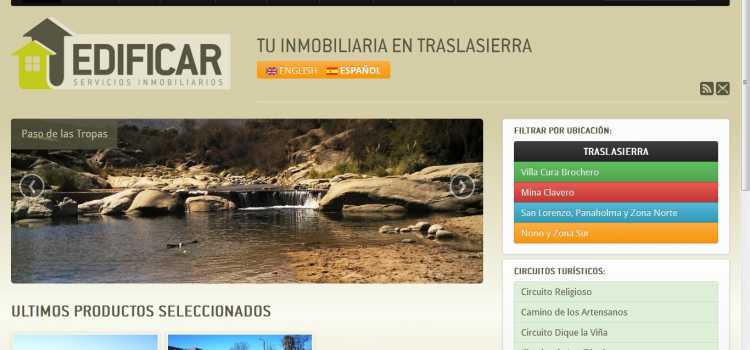 EDIFICAR
SERVICIOS INMOBILIARIOS
TU INMOBILIARIA EN TRASLASIERRA
ENGLISH ESPAÑOL
Paso de las Tropas
ULTIMOS PRODUCTOS SELECCIONADOS
FILTRAR POR UBICACIÓN:
TRASLASIERRA
Villa Cura Brochero
Mina Clavero
San Lorenzo, Panaholma y Zona Norte
Nono y Zona Sur
CIRCUITOS TURÍSTICOS:
Circuito Religioso
Camino de los Artensanos
Circuito Dique la Viña